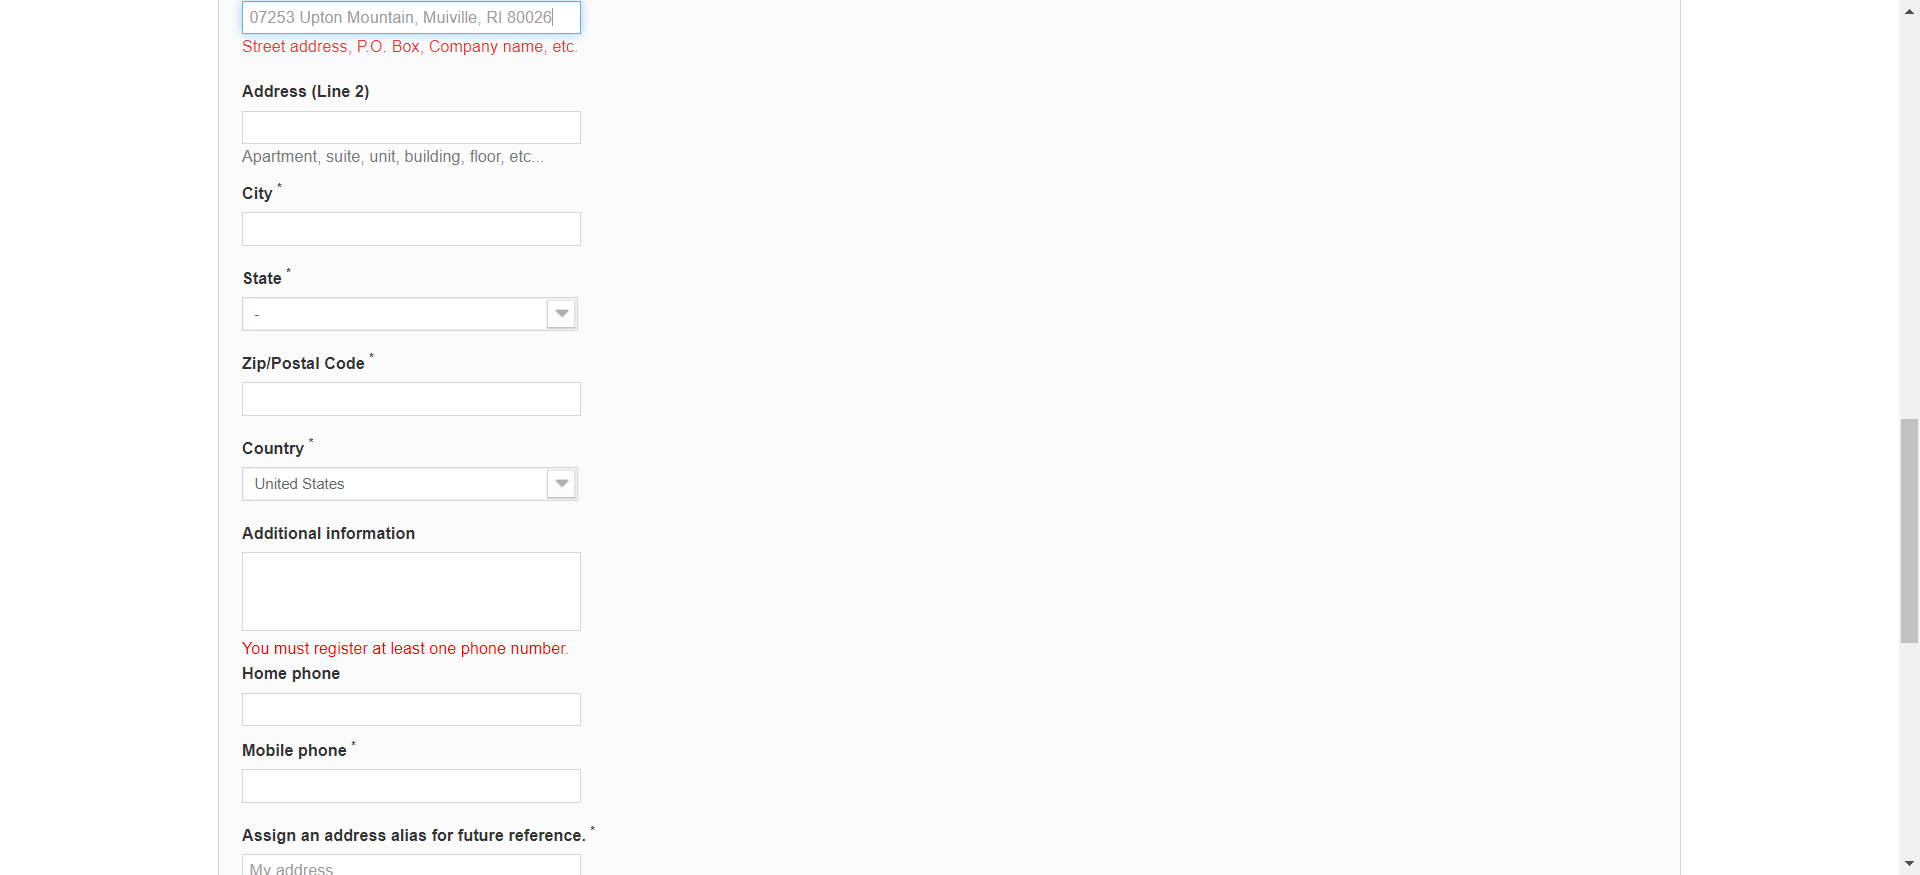 07253 Upton Mountain, Muiville, RI 80026
Street address, P.O. Box, Company name, etc.
Address (Line 2)
Apartment, suite, unit, building, floor, etc...
City *
State *
-
Zip/Postal Code *
Country *
United States
Additional information
You must register at least one phone number.
Home phone
Mobile phone *
Assign an address alias for future reference. *
My address